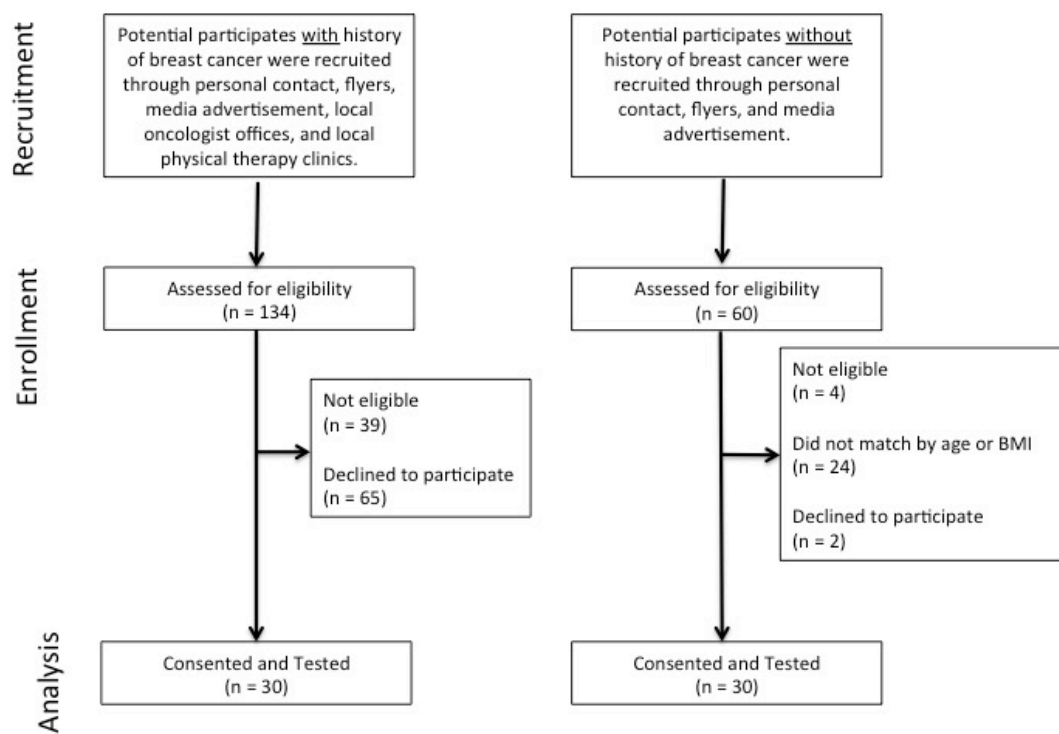 Recruitment
Potential participates with history
of breast cancer were recruited
through personal contact, flyers,
media advertisement, local
oncologist offices, and local
physical therapy clinics.
Potential participates without
history of breast cancer were
recruited through personal
contact, flyers, and media
advertisement.
Enrollment
Assessed for eligibility
(n = 134)
Assessed for eligibility
(n = 60)
Not eligible
(n = 39)
Declined to participate
(n = 65)
Not eligible
(n = 4)
Did not match by age or BMI
(n = 24)
Declined to participate
(n = 2)
Analysis
Consented and Tested
(n = 30)
Consented and Tested
(n = 30)